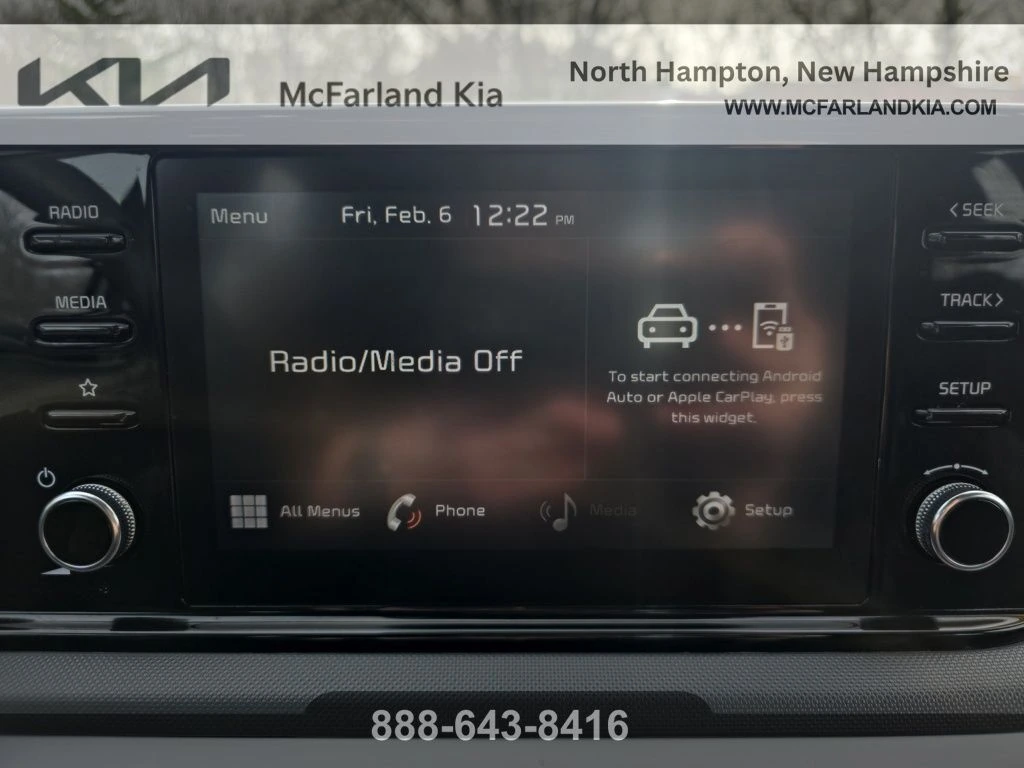 KIA
McFarland Kia
North Hampton, New Hampshire
WWW.MCFARLANDKIA.COM
RADIO
MEDIA
Menu
Fri, Feb. 6 12:22 PM
Radio/Media Off
To start connecting Android
Auto or Apple CarPlay, press
this widget.
All Menus
Phone
Media
Setup
< SEEK
TRACK >
SETUP
888-643-8416